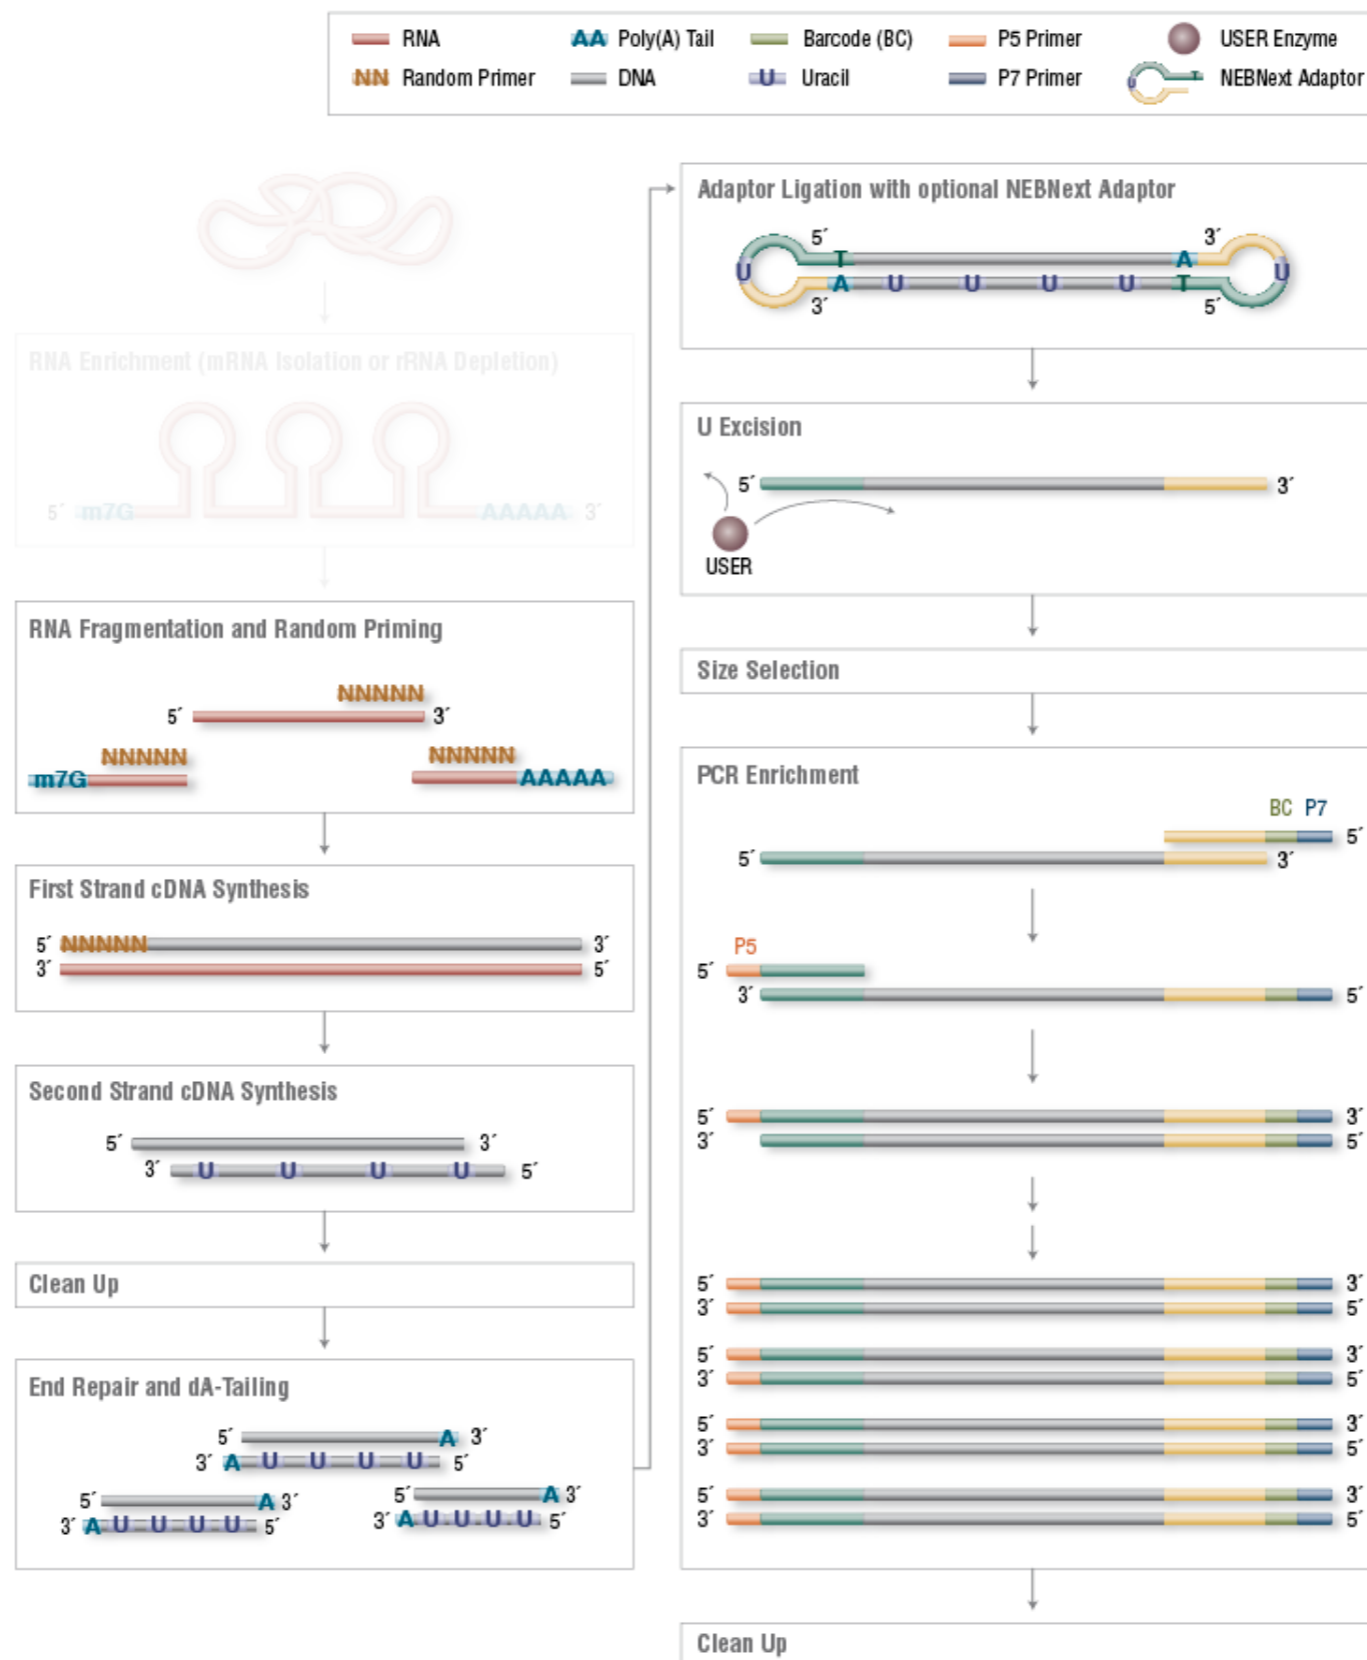 RNA
Poly(A) Tail
Barcode (BC)
P5 Primer
USER Enzyme
Random Primer
DNA
Uracil
P7 Primer
NEBNext Adaptor
AA
NN
U
U
T
RNA Enrichment (mRNA Isolation or rRNA Depletion)
5´ m7G AAAAA 3´
RNA Fragmentation and Random Priming
NNNNN
5´ 3´
NNNNN NNNNN
m7G AAAAA
First Strand cDNA Synthesis
5´ NNNNN 3´
3´ 5´
Second Strand cDNA Synthesis
5´ 3´
3´ U U U U 5´
Clean Up
End Repair and dA-Tailing
5´ A 3´
3´ A U U U U 5´
5´ A 3´
3´ A U U U U 5´
5´ A 3´
3´ A U U U U 5´
Adaptor Ligation with optional NEBNext Adaptor
5´ 3´
T A
U U
A U U U U T
3´ 5´
U Excision
5´ 3´
USER
Size Selection
PCR Enrichment
BC P7
5´
5´ 3´
P5
5´
3´ 5´
5´ 3´
3´ 5´
5´ 3´
3´ 5´
5´ 3´
3´ 5´
5´ 3´
3´ 5´
5´ 3´
3´ 5´
Clean Up